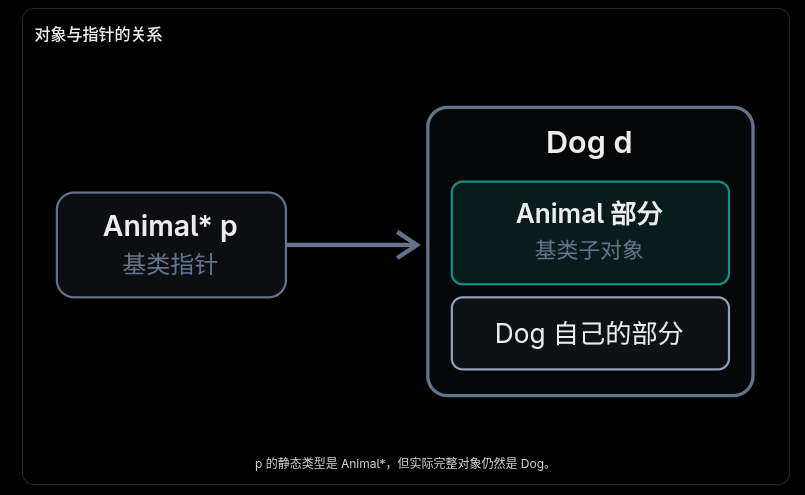 对象与指针的关系
Dog d
Animal 部分
基类子对象
Animal* p
基类指针
Dog 自己的部分
p 的静态类型是 Animal*，但实际完整对象仍然是 Dog。